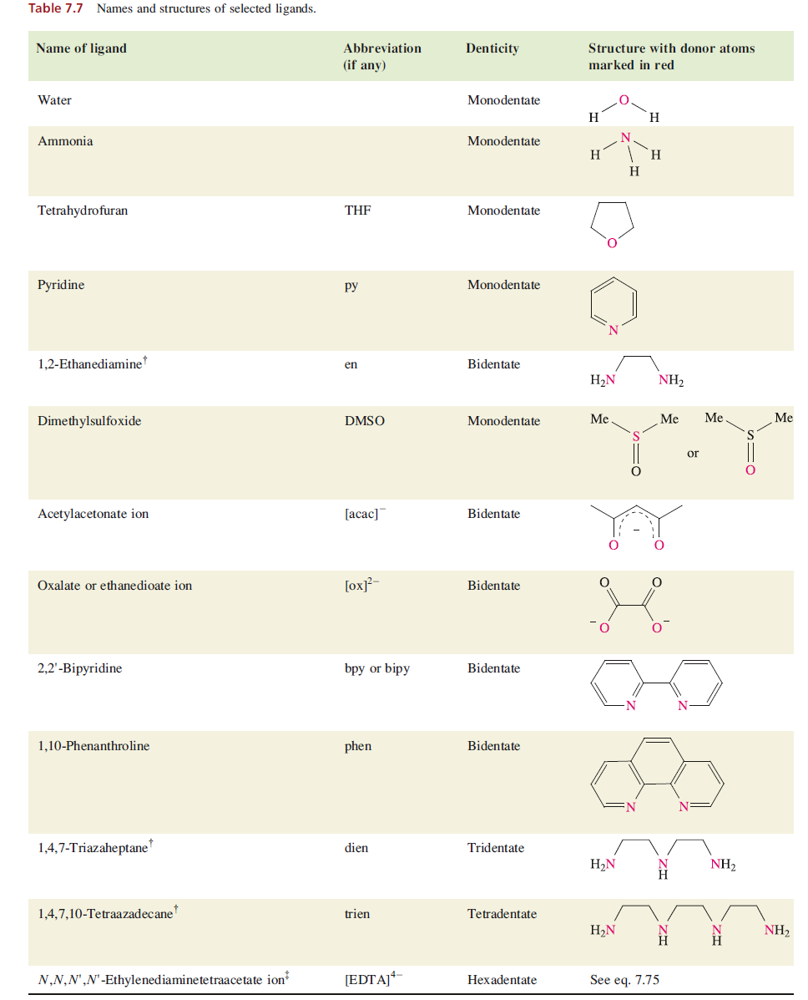 Table 7.7 Names and structures of selected ligands.
Name of ligand Abbreviation (if any) Denticity Structure with donor atoms marked in red
Water Monodentate
O
H H
Ammonia Monodentate
N
H H
H
Tetrahydrofuran THF Monodentate
O
Pyridine py Monodentate
N
1,2-Ethanediamine† en Bidentate
H₂N NH₂
Dimethylsulfoxide DMSO Monodentate
Me Me Me Me
S S
or
O O
Acetylacetonate ion [acac]⁻ Bidentate
−
O O
Oxalate or ethanedioate ion [ox]²⁻ Bidentate
O O
⁻O O⁻
2,2'-Bipyridine bpy or bipy Bidentate
N N
1,10-Phenanthroline phen Bidentate
N N
1,4,7-Triazaheptane† dien Tridentate
H₂N N NH₂
H
1,4,7,10-Tetraazadecane† trien Tetradentate
H₂N N N NH₂
H H
N,N,N',N'-Ethylenediaminetetraacetate ion‡ [EDTA]⁴⁻ Hexadentate See eq. 7.75